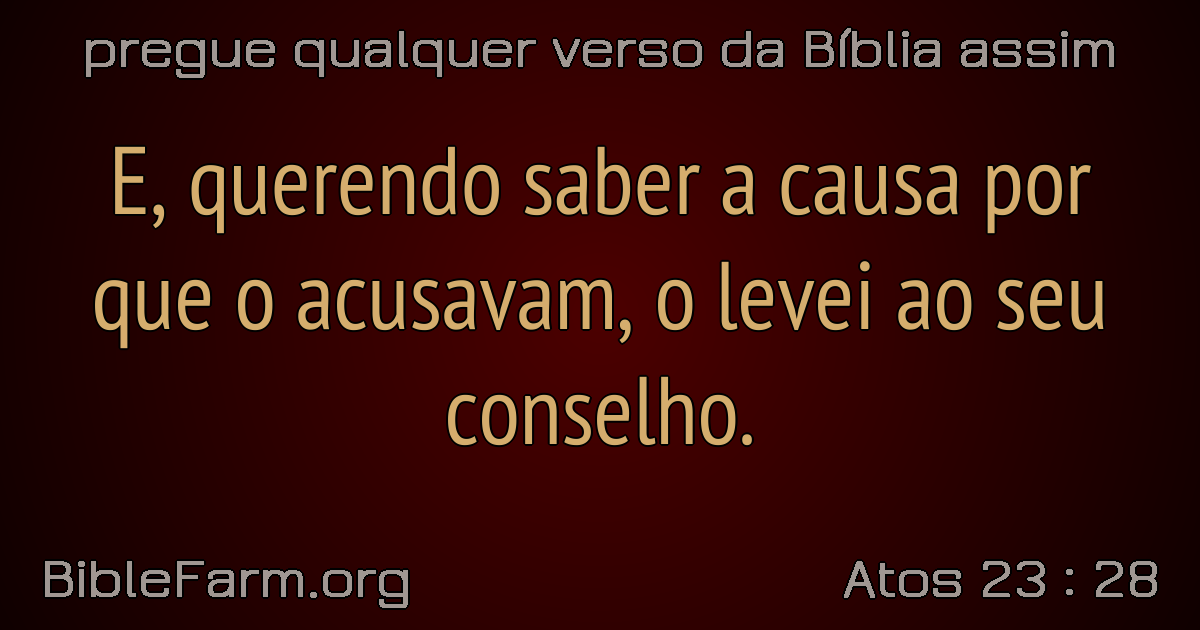 pregue qualquer verso da Bíblia assim
E, querendo saber a causa por
que o acusavam, o levei ao seu
conselho.
BibleFarm.org
Atos 23 : 28